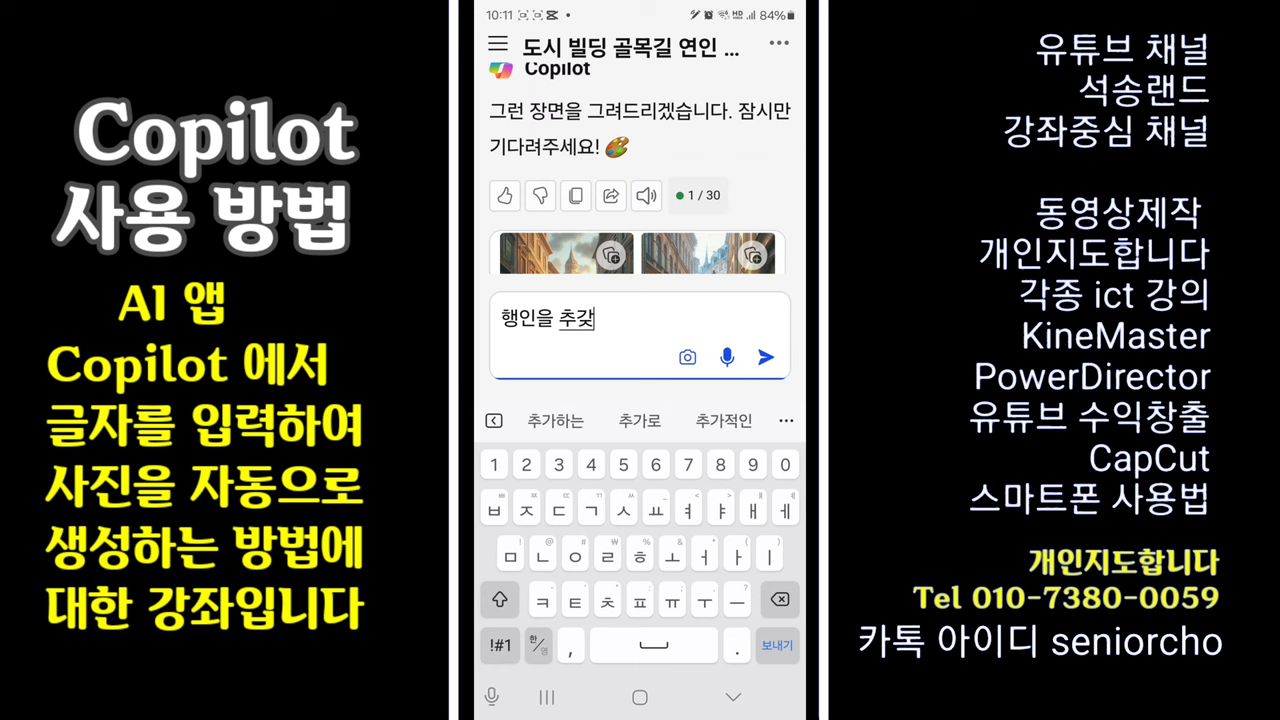 Copilot
사용 방법
AI 앱
Copilot 에서
글자를 입력하여
사진을 자동으로
생성하는 방법에
대한 강좌입니다
10:11
84%
도시 빌딩 골목길 연인 ...
Copilot
그런 장면을 그려드리겠습니다. 잠시만
기다려주세요! 🎨
1 / 30
행인을 추갖
추가하는 추가로 추가적인 ...
1 2 3 4 5 6 7 8 9 0
ㅂ ㅈ ㄷ ㄱ ㅅ ㅛ ㅕ ㅑ ㅐ ㅔ
ㅁ ㄴ ㅇ ㄹ ㅎ ㅗ ㅓ ㅏ ㅣ
ㅋ ㅌ ㅊ ㅍ ㅠ ㅜ ㅡ
!#1 한/영 , . 보내기
유튜브 채널
석송랜드
강좌중심 채널
동영상제작
개인지도합니다
각종 ict 강의
KineMaster
PowerDirector
유튜브 수익창출
CapCut
스마트폰 사용법
개인지도합니다
Tel 010-7380-0059
카톡 아이디 seniorcho